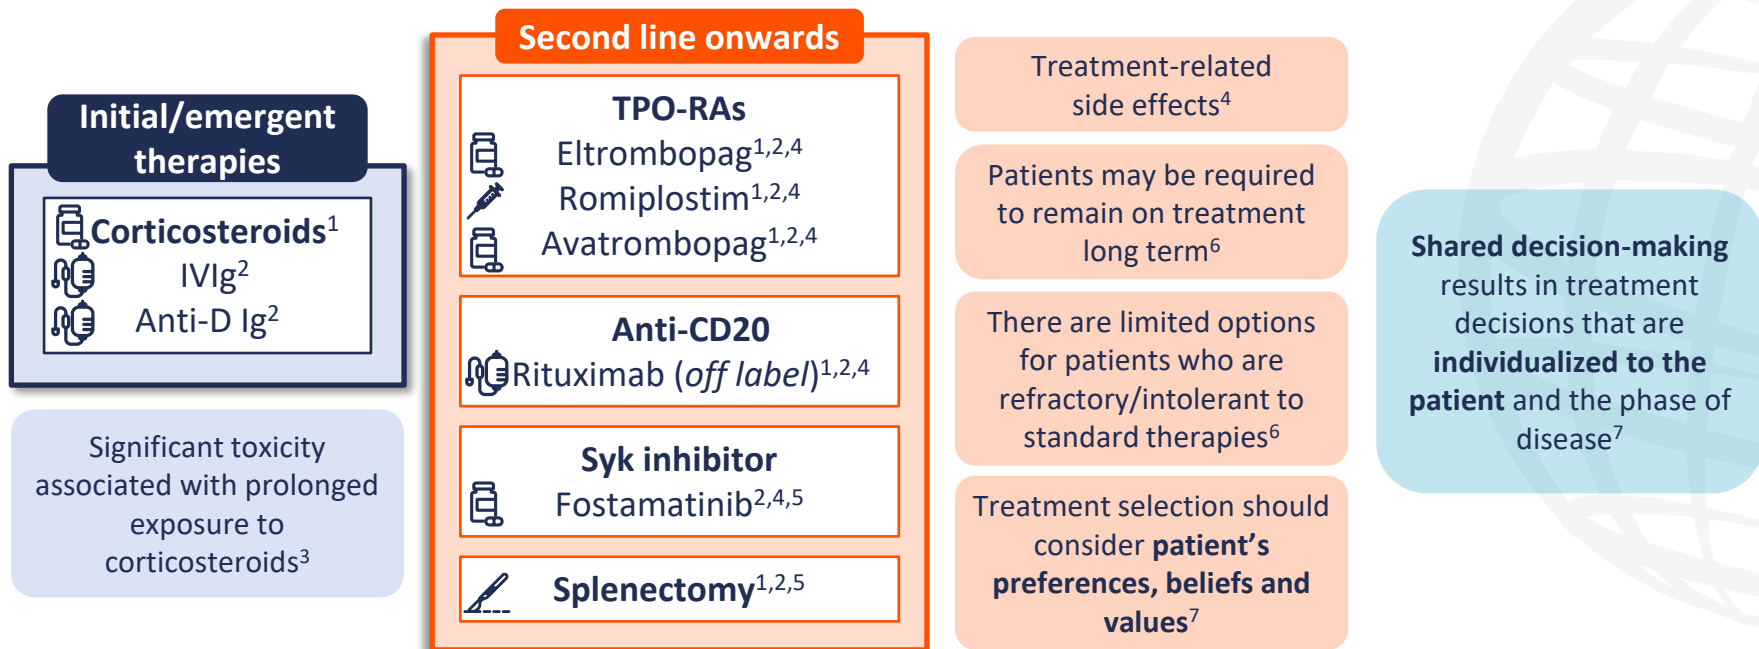 Initial/emergent
therapies
Corticosteroids1
IVIg2
Anti-D Ig2
Significant toxicity
associated with prolonged
exposure to
corticosteroids3
Second line onwards
TPO-RAs
Eltrombopag1,2,4
Romiplostim1,2,4
Avatrombopag1,2,4
Anti-CD20
Rituximab (off label)1,2,4
Syk inhibitor
Fostamatinib2,4,5
Splenectomy1,2,5
Treatment-related
side effects4
Patients may be required
to remain on treatment
long term6
There are limited options
for patients who are
refractory/intolerant to
standard therapies6
Treatment selection should
consider patient’s
preferences, beliefs and
values7
Shared decision-making
results in treatment
decisions that are
individualized to the
patient and the phase of
disease7